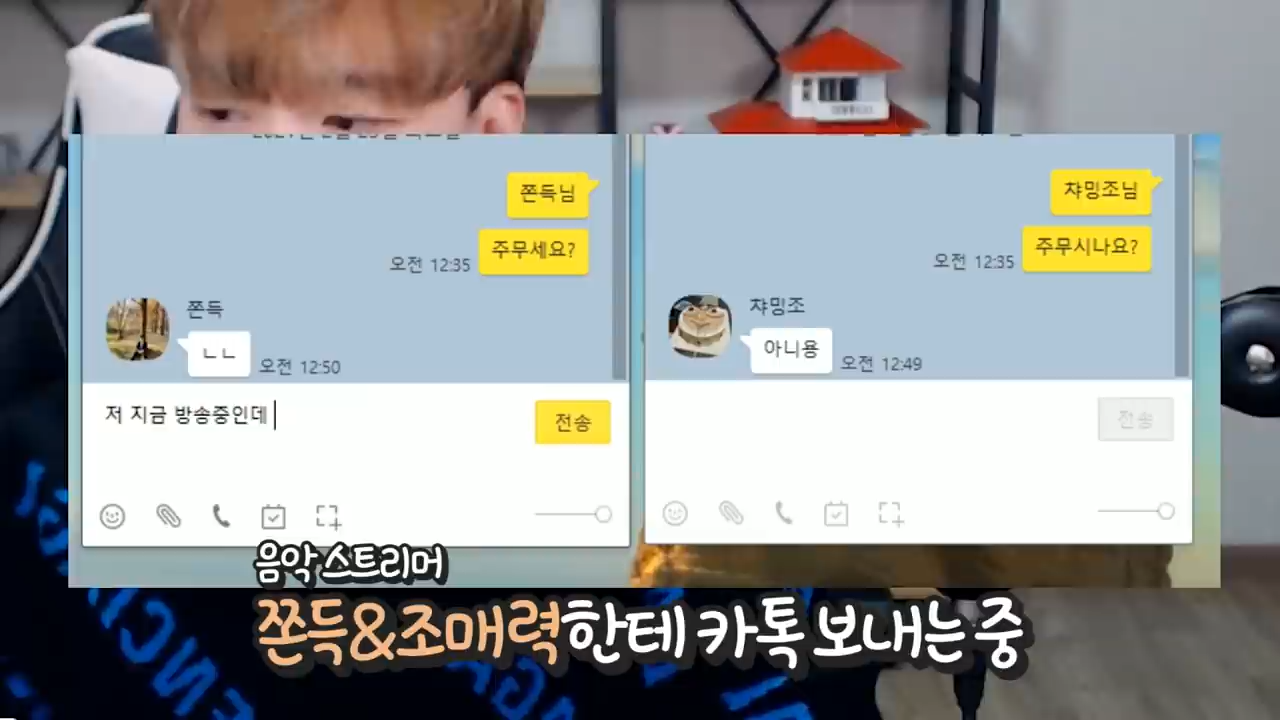 쫀득님
주무세요?
오전 12:35
쫀득
ㄴㄴ
오전 12:50
저 지금 방송중인데
전송
챠밍조님
주무시나요?
오전 12:35
챠밍조
아니용
오전 12:49
전송
음악 스트리머
쫀득&조매력한테 카톡 보내는 중